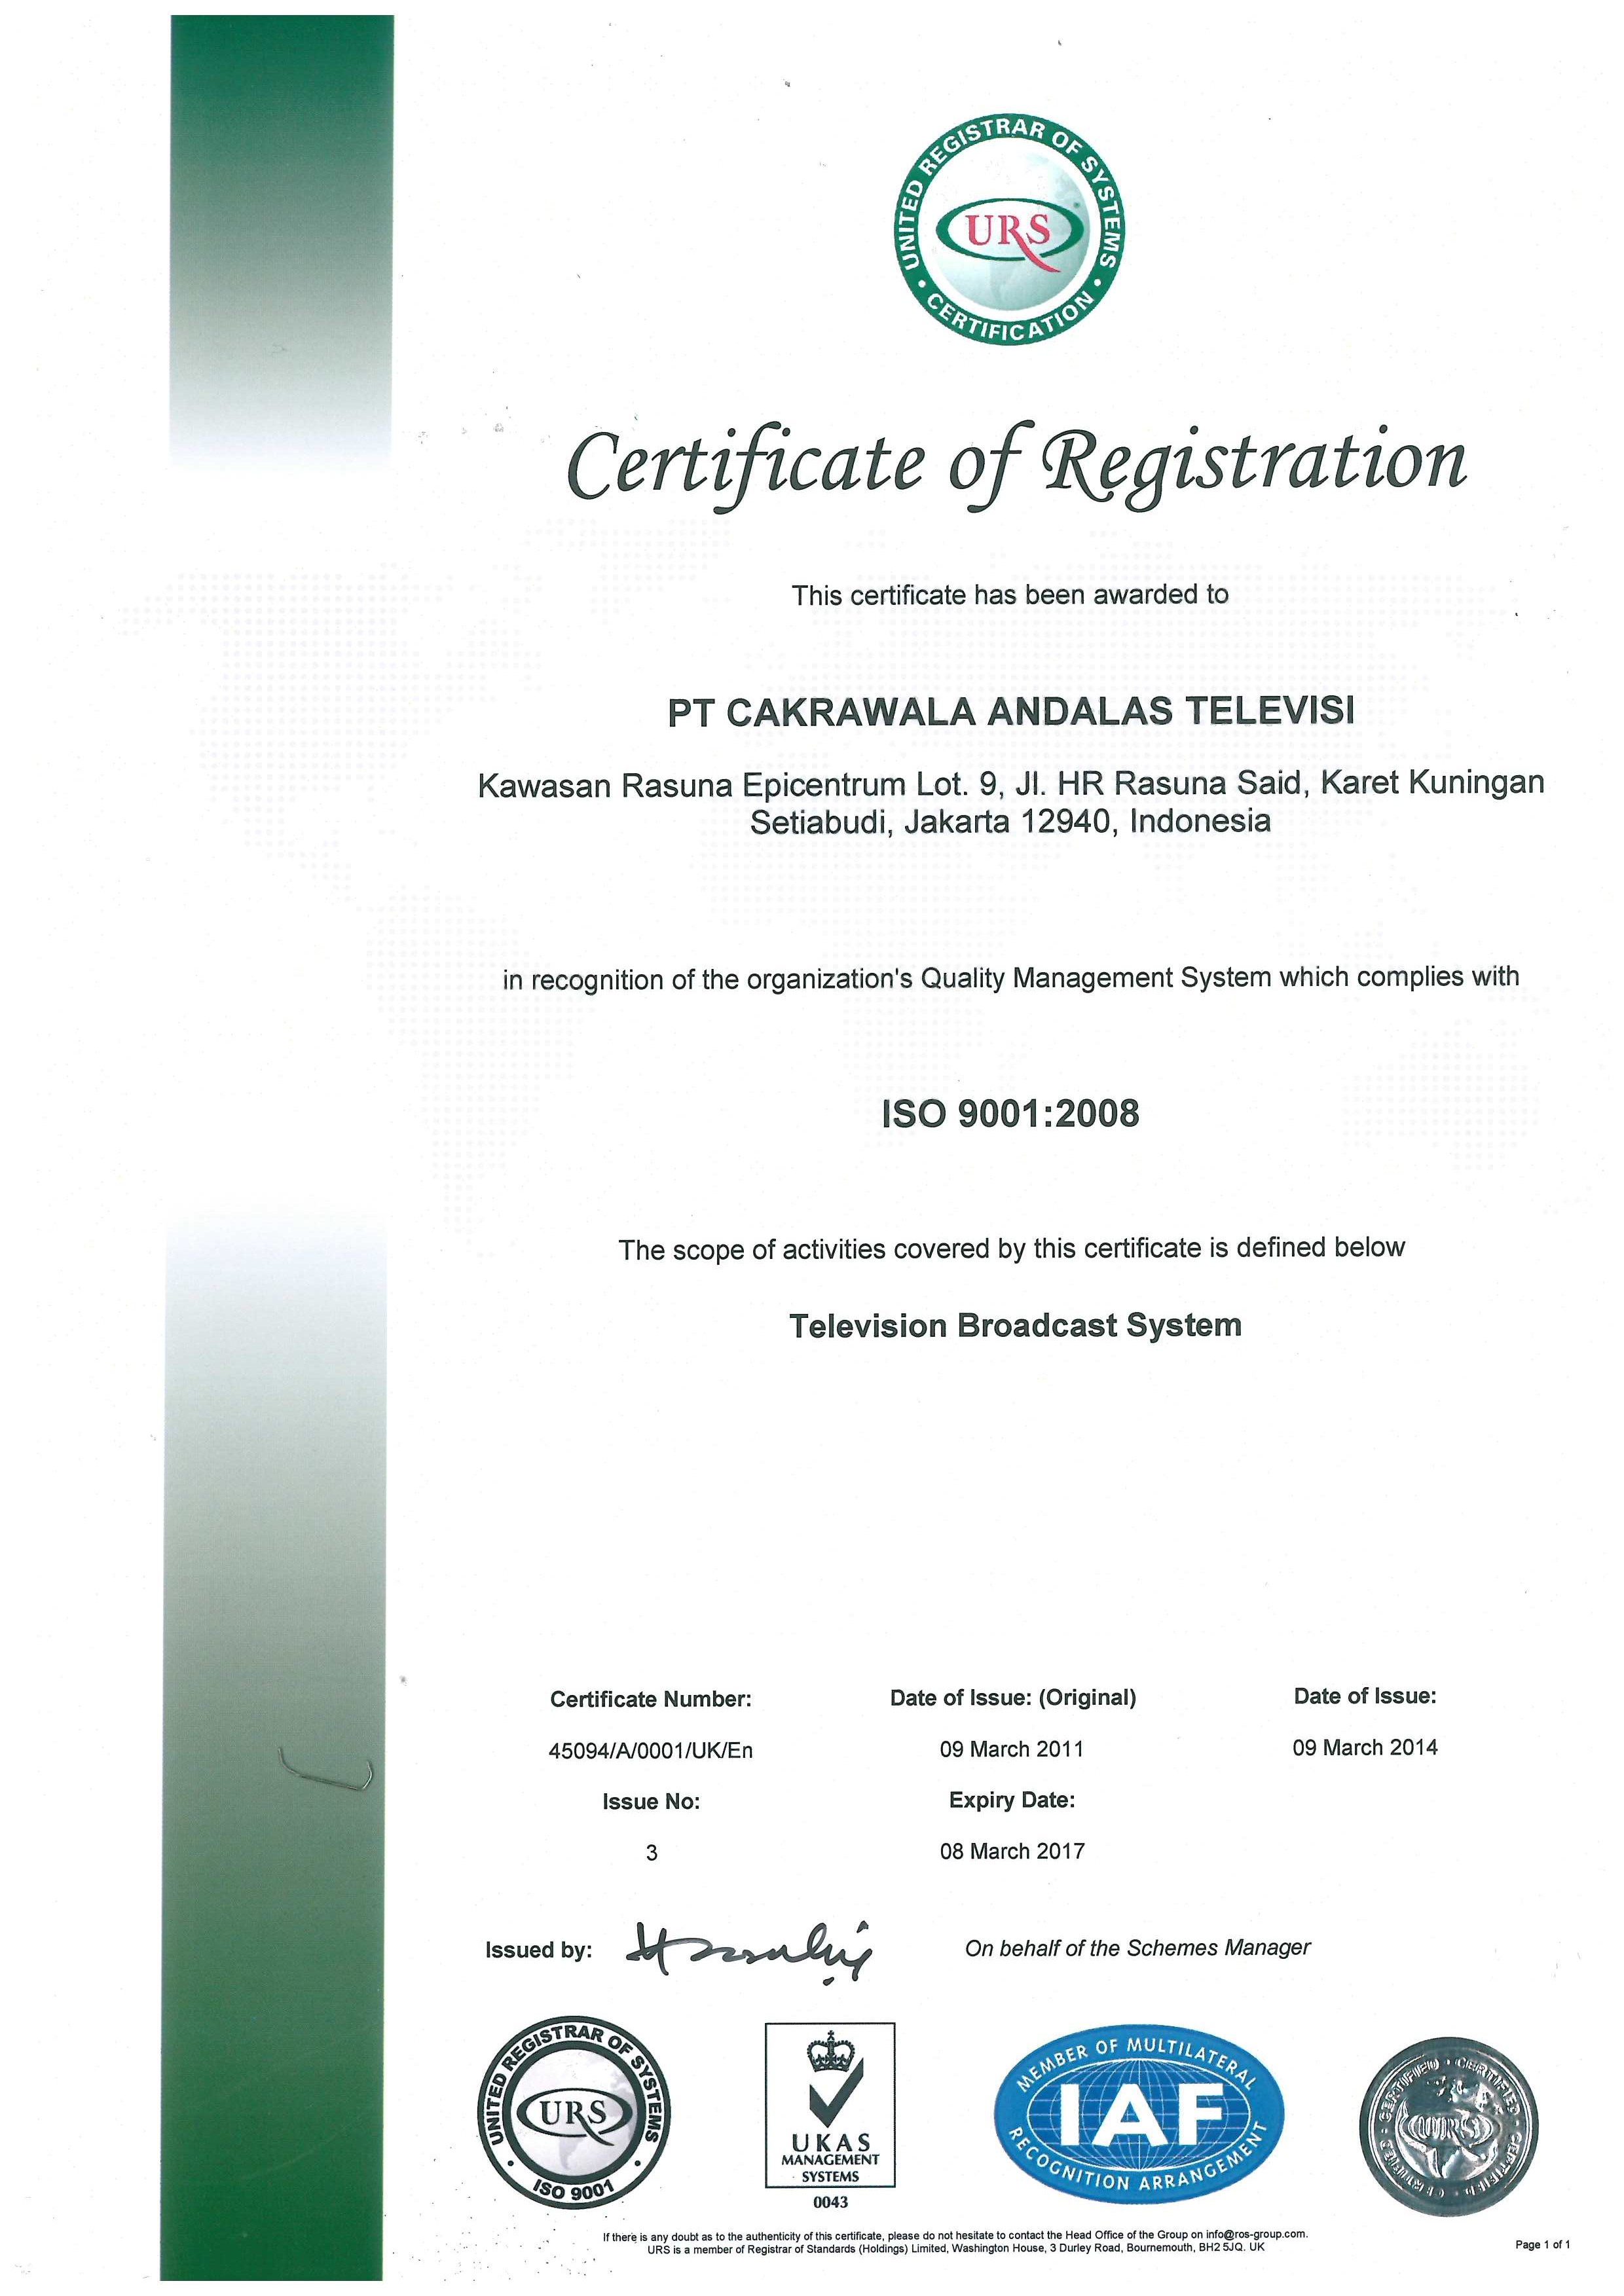 UNITED REGISTRAR OF SYSTEMS
URS
CERTIFICATION
Certificate of Registration
This certificate has been awarded to
PT CAKRAWALA ANDALAS TELEVISI
Kawasan Rasuna Epicentrum Lot. 9, Jl. HR Rasuna Said, Karet Kuningan
Setiabudi, Jakarta 12940, Indonesia
in recognition of the organization's Quality Management System which complies with
ISO 9001:2008
The scope of activities covered by this certificate is defined below
Television Broadcast System
Certificate Number: Date of Issue: (Original) Date of Issue:
45094/A/0001/UK/En 09 March 2011 09 March 2014
Issue No: Expiry Date:
3 08 March 2017
Issued by: On behalf of the Schemes Manager
UNITED REGISTRAR OF SYSTEMS
URS
ISO 9001
UKAS
MANAGEMENT
SYSTEMS
0043
MEMBER OF MULTILATERAL
IAF
RECOGNITION ARRANGEMENT
CERTIFIED · CERTIFIED · CERTIFIED · CERTIFIED
URS
If there is any doubt as to the authenticity of this certificate, please do not hesitate to contact the Head Office of the Group on info@ros-group.com.
URS is a member of Registrar of Standards (Holdings) Limited, Washington House, 3 Durley Road, Bournemouth, BH2 5JQ. UK
Page 1 of 1